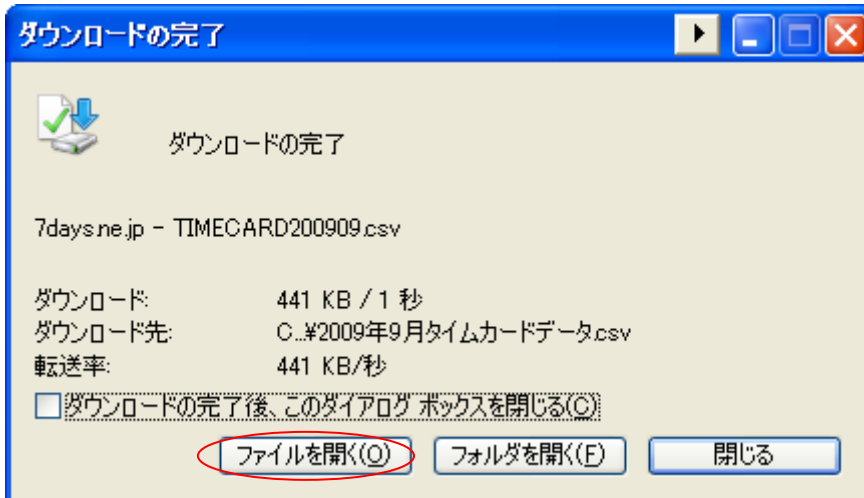 ダウンロードの完了
ダウンロードの完了
7days.ne.jp - TIMECARD200909.csv
ダウンロード: 441 KB / 1 秒
ダウンロード先: C...¥2009年9月タイムカードデータ.csv
転送率: 441 KB/秒
ダウンロードの完了後、このダイアログ ボックスを閉じる(C)
ファイルを開く(O) フォルダを開く(F) 閉じる